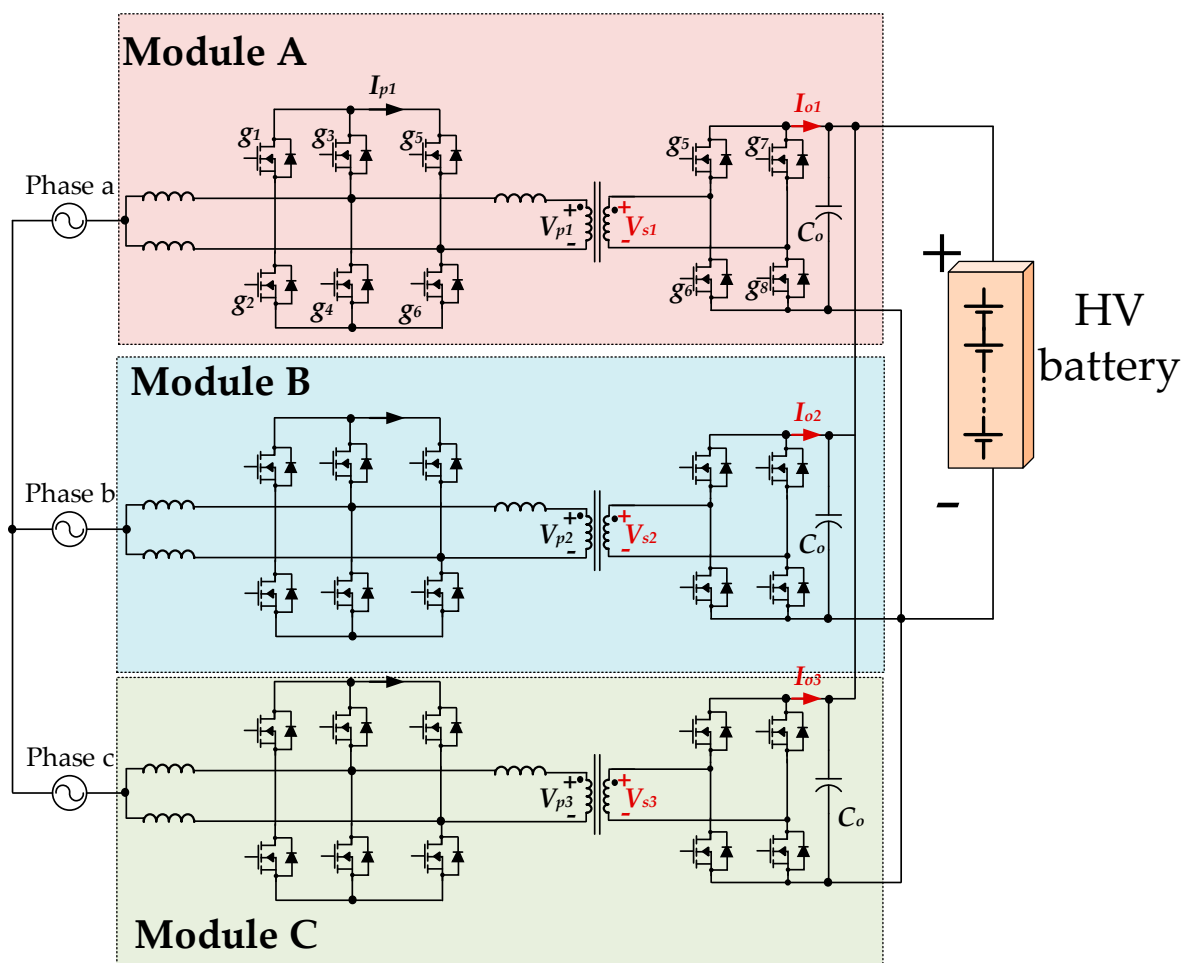 Module A
Ip1
Io1
g1
g3
g5
g5
g7
Phase a
+
Vp1
-
+
Vs1
-
Co
g2
g4
g6
g6
g8
+
HV
battery
-
Module B
Io2
Phase b
+
Vp2
-
+
Vs2
-
Co
Io3
Phase c
+
Vp3
-
+
Vs3
-
Co
Module C